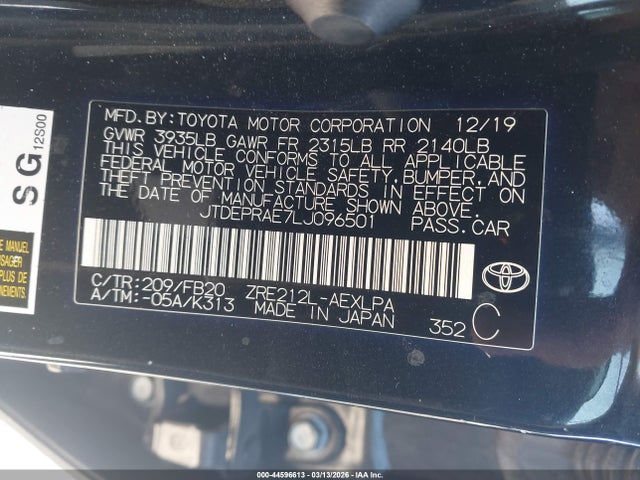 MFD.BY:TOYOTA MOTOR CORPORATION 12/19
GVWR 3935LB GAWR FR 2315LB RR 2140LB
THIS VEHICLE CONFORMS TO ALL APPLICABLE
FEDERAL MOTOR VEHICLE SAFETY,BUMPER,AND
THEFT PREVENTION STANDARDS IN EFFECT ON
THE DATE OF MANUFACTURE SHOWN ABOVE.
JTDEPRAE7LJ096501 PASS.CAR
C/TR:209/FB20 ZRE212L-AEXLPA
A/TM:-05A/K313 MADE IN JAPAN 352 C
TOYOTA
SG 12S00
000-44596613 | 03/13/2026 | IAA Inc.